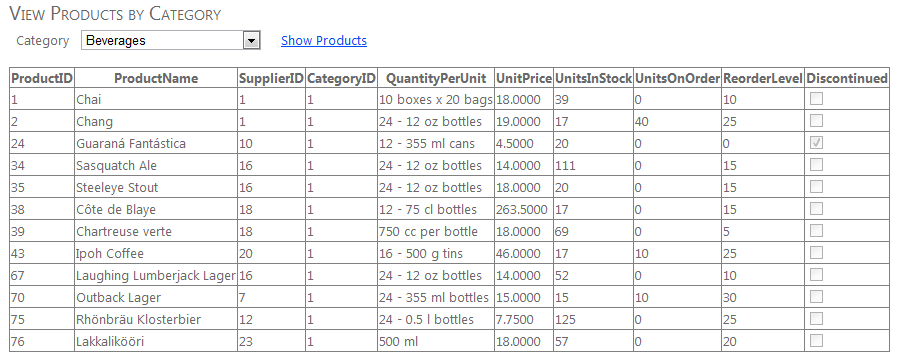 View Products by Category
Category Beverages Show Products
ProductID ProductName SupplierID CategoryID QuantityPerUnit UnitPrice UnitsInStock UnitsOnOrder ReorderLevel Discontinued
1 Chai 1 1 10 boxes x 20 bags 18.0000 39 0 10
2 Chang 1 1 24 - 12 oz bottles 19.0000 17 40 25
24 Guaraná Fantástica 10 1 12 - 355 ml cans 4.5000 20 0 0
34 Sasquatch Ale 16 1 24 - 12 oz bottles 14.0000 111 0 15
35 Steeleye Stout 16 1 24 - 12 oz bottles 18.0000 20 0 15
38 Côte de Blaye 18 1 12 - 75 cl bottles 263.5000 17 0 15
39 Chartreuse verte 18 1 750 cc per bottle 18.0000 69 0 5
43 Ipoh Coffee 20 1 16 - 500 g tins 46.0000 17 10 25
67 Laughing Lumberjack Lager 16 1 24 - 12 oz bottles 14.0000 52 0 10
70 Outback Lager 7 1 24 - 355 ml bottles 15.0000 15 10 30
75 Rhönbräu Klosterbier 12 1 24 - 0.5 l bottles 7.7500 125 0 25
76 Lakkalikööri 23 1 500 ml 18.0000 57 0 20